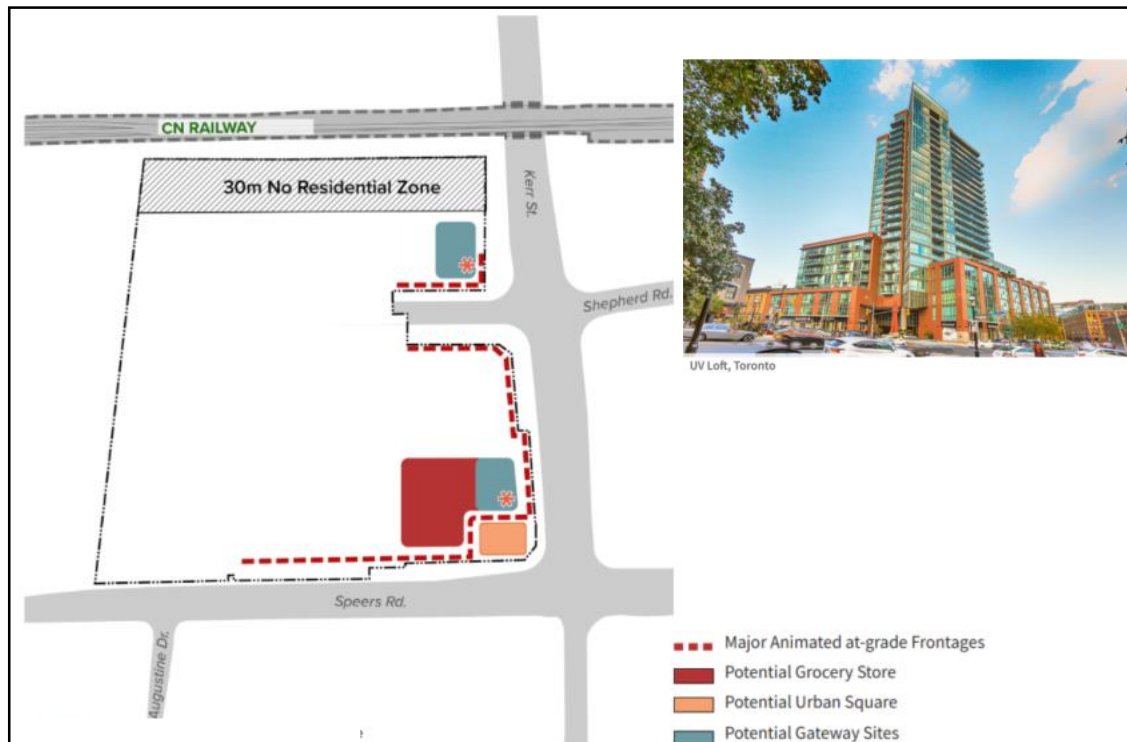 CN RAILWAY
30m No Residential Zone
Kerr St.
Shepherd Rd.
UV Loft, Toronto
Speers Rd.
Augustine Dr.
Major Animated at-grade Frontages
Potential Grocery Store
Potential Urban Square
Potential Gateway Sites